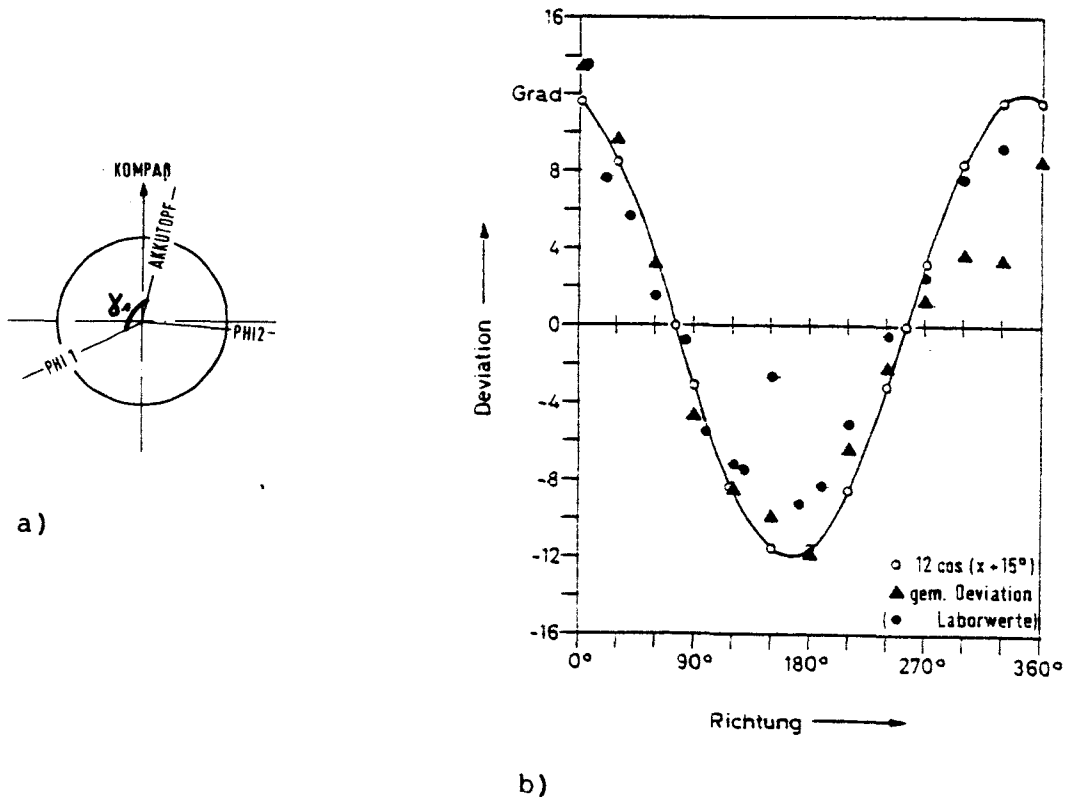 KOMPAß
AKKUTOPF
γ₁
PHI 1
PHI2
a)
16
Grad
8
4
0
-4
-8
-12
-16
Deviation
0°
90°
180°
270°
360°
Richtung
○ 12 cos (x + 15°)
▲ gem. Deviation
(● Laborwerte)
b)